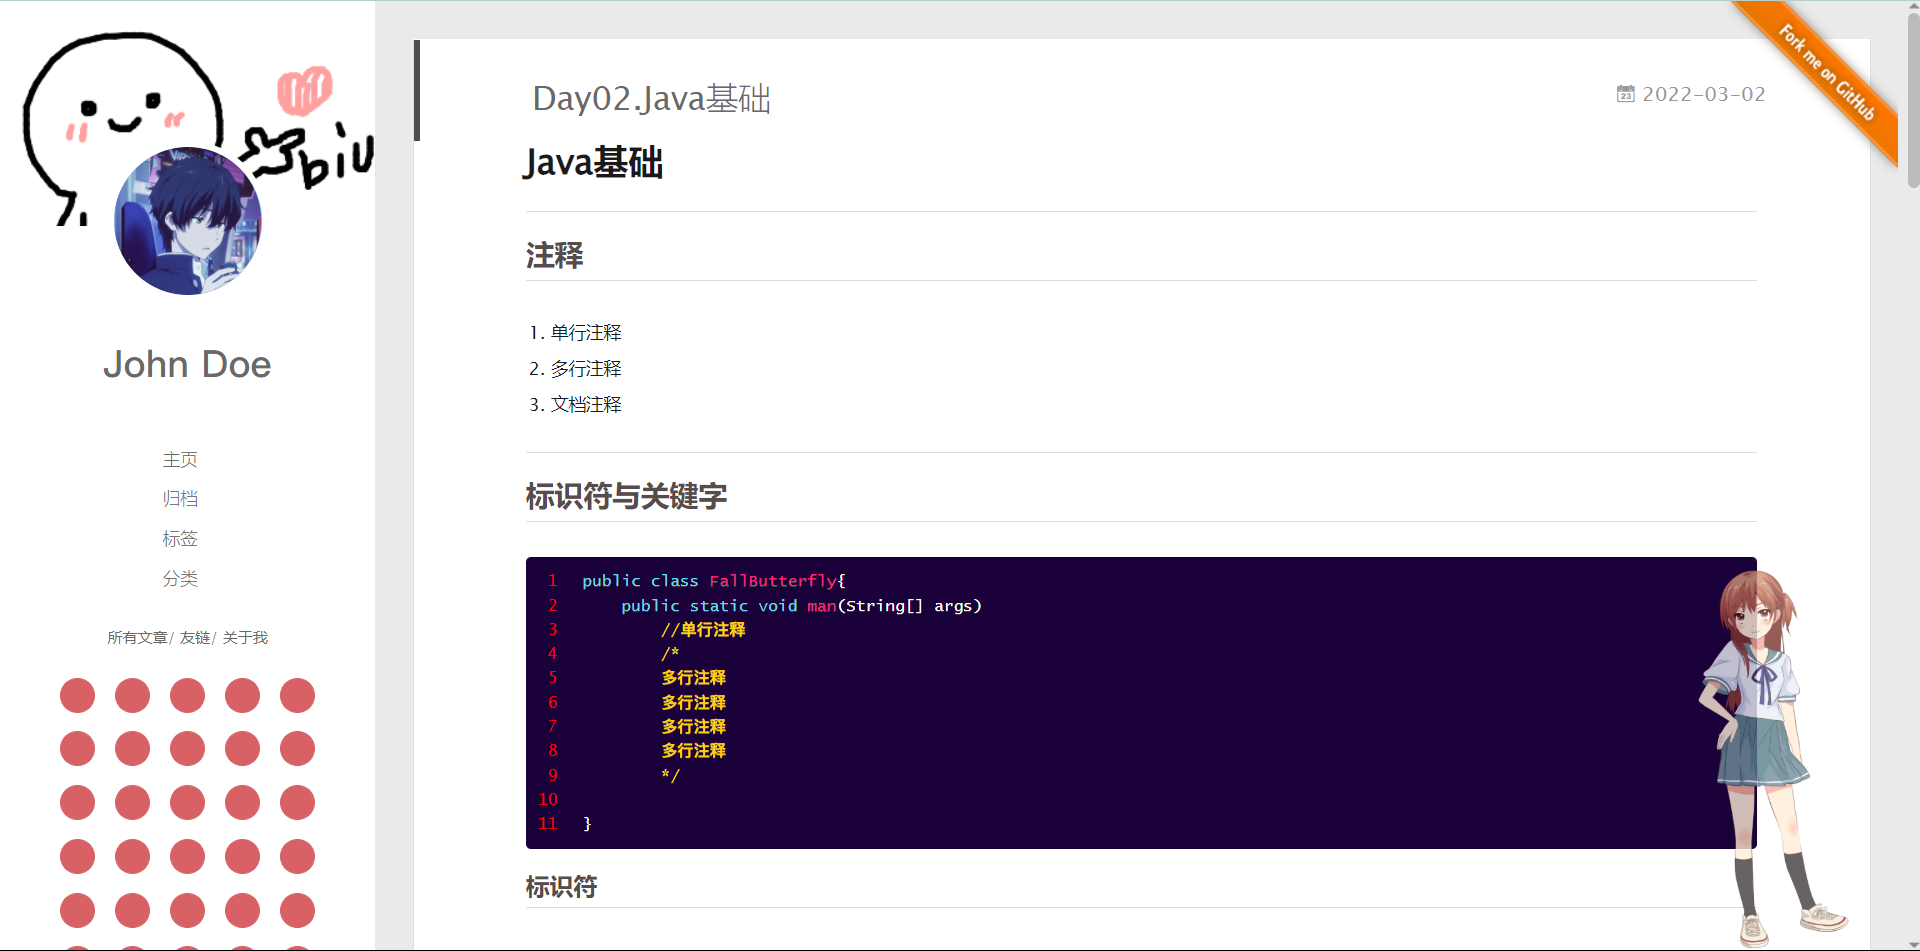 biu
John Doe
主页
归档
标签
分类
所有文章/ 友链/ 关于我
Day02.Java基础
23 2022-03-02
Fork me on GitHub
Java基础
注释
1. 单行注释
2. 多行注释
3. 文档注释
标识符与关键字
1 public class FallButterfly{
2 public static void man(String[] args)
3 //单行注释
4 /*
5 多行注释
6 多行注释
7 多行注释
8 多行注释
9 */
10
11 }
标识符